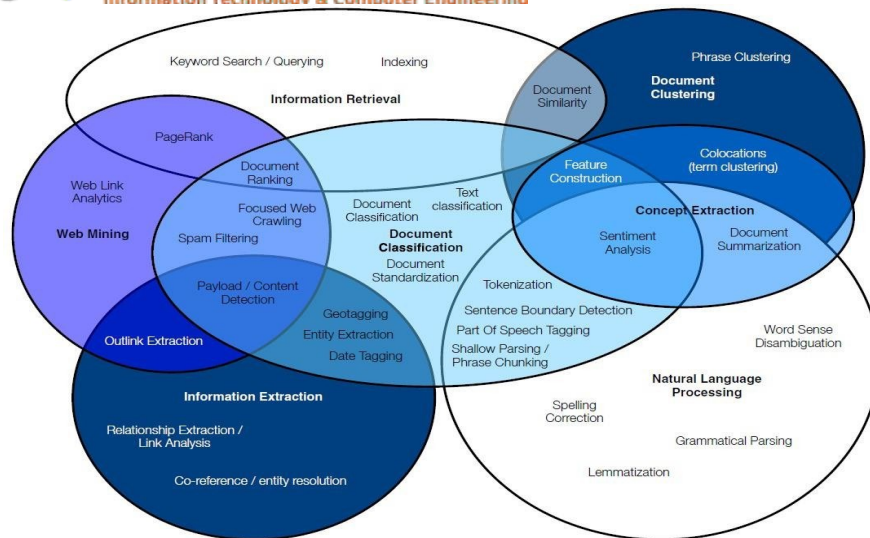 Information Technology & Computer Engineering
Keyword Search / Querying
Indexing
Information Retrieval
Phrase Clustering
Document
Clustering
Document
Similarity
PageRank
Document
Ranking
Feature
Construction
Colocations
(term clustering)
Web Link
Analytics
Focused Web
Crawling
Document
Classification
Text
classification
Concept Extraction
Web Mining
Spam Filtering
Document
Classification
Sentiment
Analysis
Document
Summarization
Document
Standardization
Payload / Content
Detection
Tokenization
Geotagging
Sentence Boundary Detection
Outlink Extraction
Entity Extraction
Part Of Speech Tagging
Word Sense
Disambiguation
Date Tagging
Shallow Parsing /
Phrase Chunking
Natural Language
Processing
Information Extraction
Spelling
Correction
Relationship Extraction /
Link Analysis
Grammatical Parsing
Lemmatization
Co-reference / entity resolution